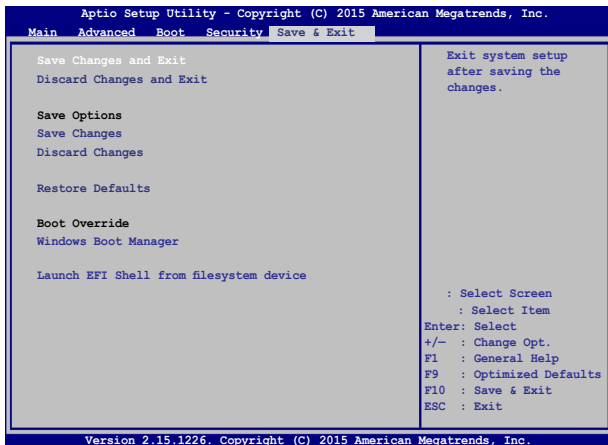 Aptio Setup Utility - Copyright (C) 2015 American Megatrends, Inc.
Main Advanced Boot Security Save & Exit
Save Changes and Exit
Discard Changes and Exit
Save Options
Save Changes
Discard Changes
Restore Defaults
Boot Override
Windows Boot Manager
Launch EFI Shell from filesystem device
Exit system setup
after saving the
changes.
: Select Screen
: Select Item
Enter: Select
+/— : Change Opt.
F1 : General Help
F9 : Optimized Defaults
F10 : Save & Exit
ESC : Exit
Version 2.15.1226. Copyright (C) 2015 American Megatrends, Inc.